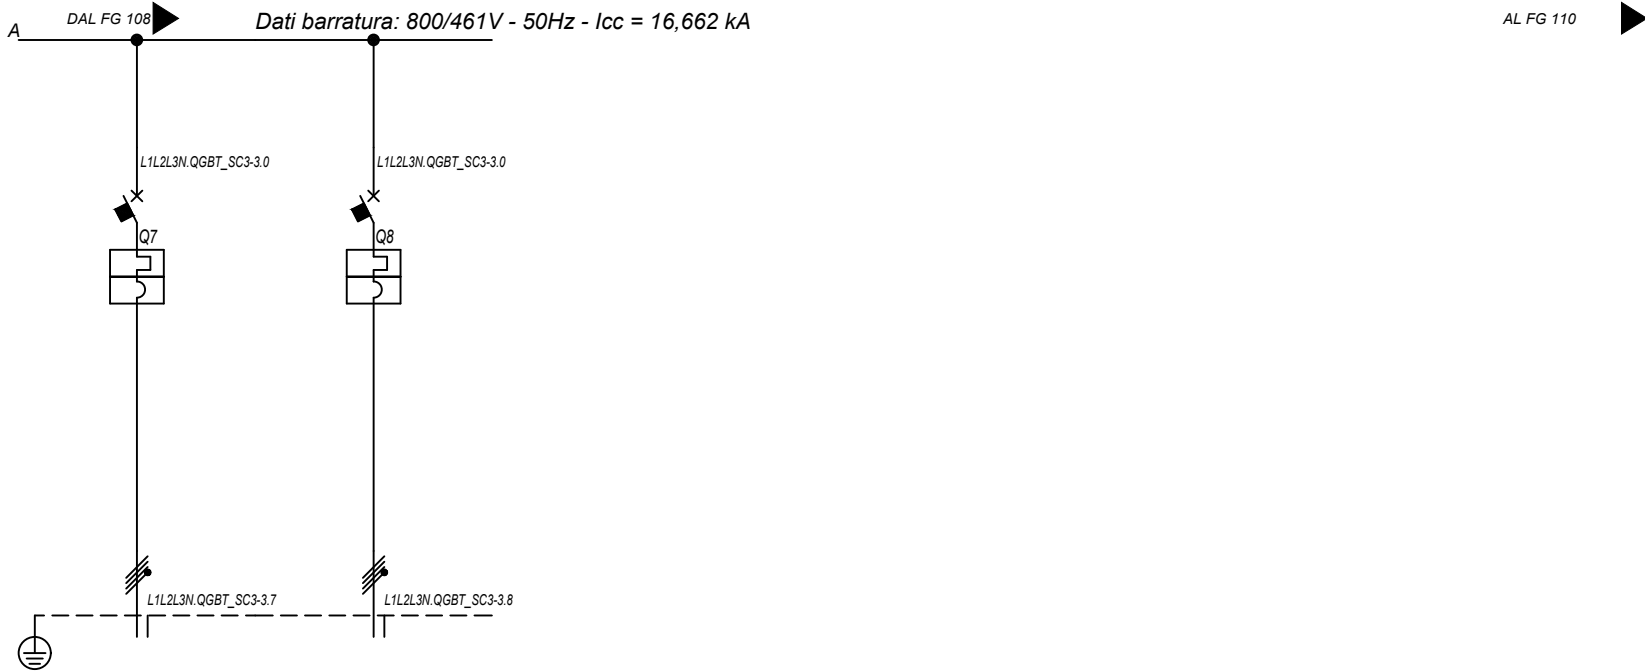 DAL FG 108
Dati barratura: 800/461V - 50Hz - Icc = 16,662 kA
AL FG 110
A
L1L2L3N.QGBT_SC3-3.0
L1L2L3N.QGBT_SC3-3.0
Q7
Q8
L1L2L3N.QGBT_SC3-3.7
L1L2L3N.QGBT_SC3-3.8